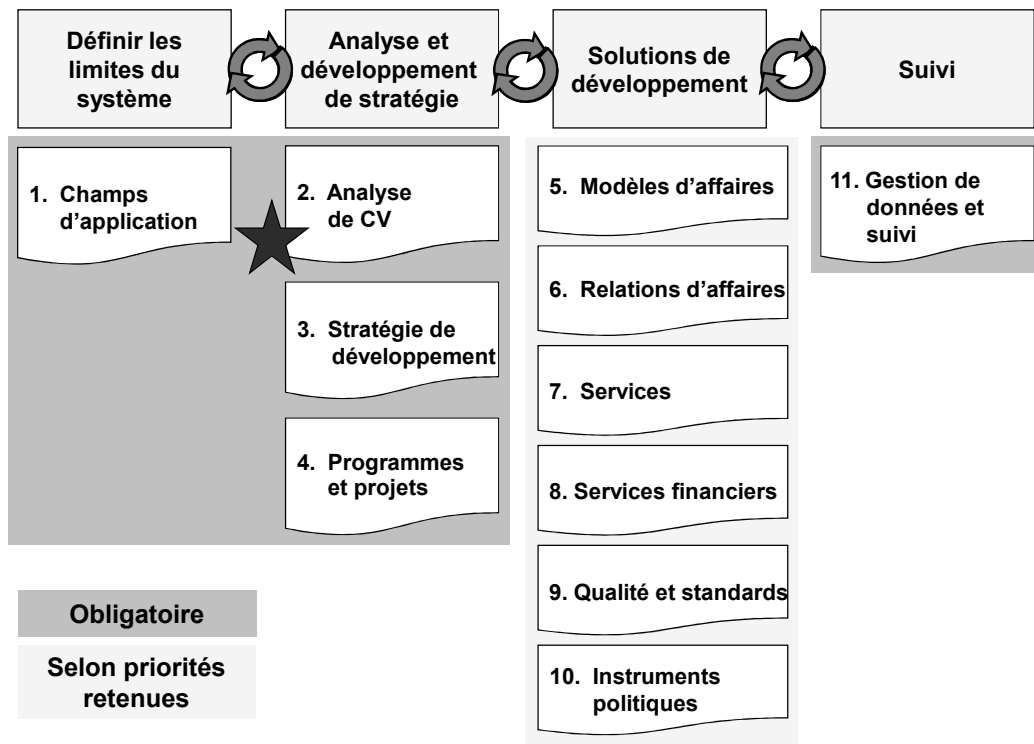 Définir les
limites du
système
Analyse et
développement
de stratégie
Solutions de
développement
Suivi
1. Champs
d'application
2. Analyse
de CV
3. Stratégie de
développement
4. Programmes
et projets
5. Modèles d'affaires
6. Relations d'affaires
7. Services
8. Services financiers
9. Qualité et standards
10. Instruments
politiques
11. Gestion de
données et
suivi
Obligatoire
Selon priorités
retenues